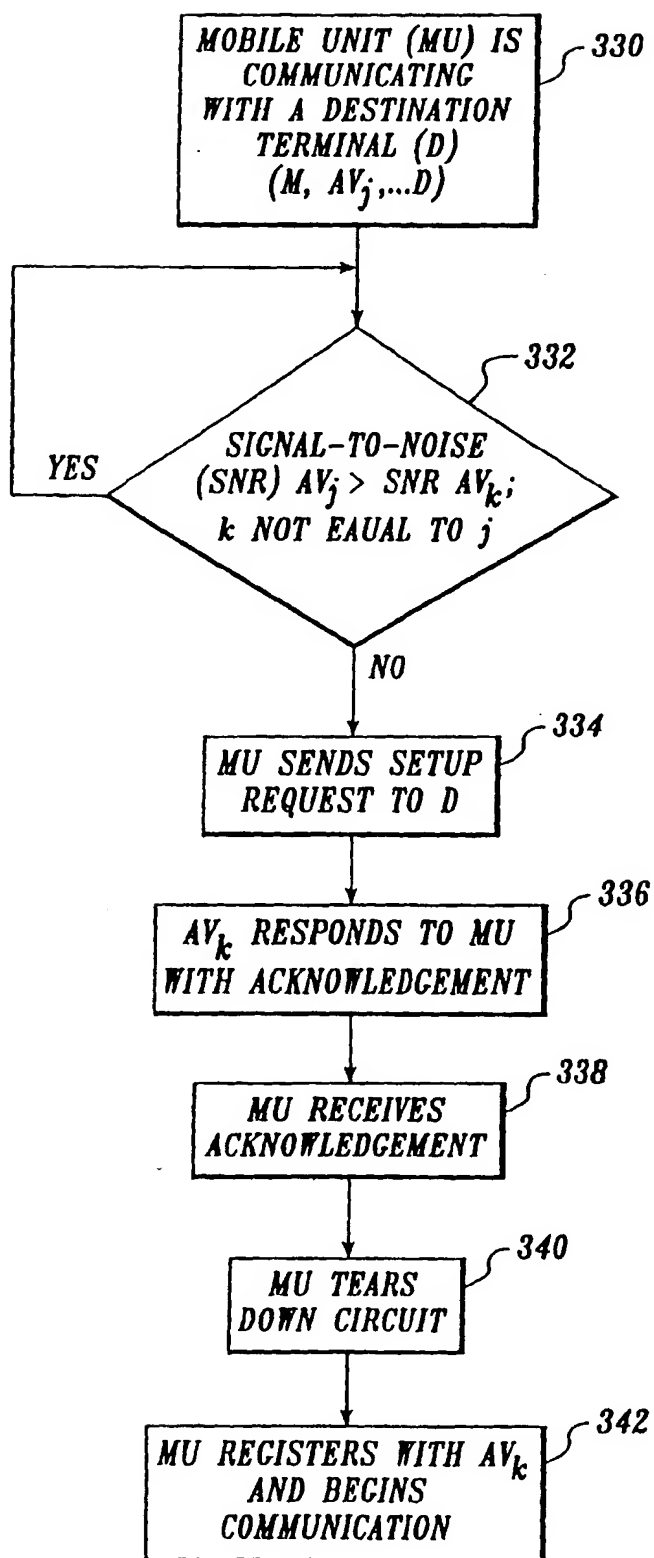 MOBILE UNIT (MU) IS
COMMUNICATING
WITH A DESTINATION
TERMINAL (D)
(M, AVj,...D)
330
332
SIGNAL-TO-NOISE
(SNR) AVj > SNR AVk;
k NOT EAUAL TO j
YES
NO
334
MU SENDS SETUP
REQUEST TO D
336
AVk RESPONDS TO MU
WITH ACKNOWLEDGEMENT
338
MU RECEIVES
ACKNOWLEDGEMENT
340
MU TEARS
DOWN CIRCUIT
342
MU REGISTERS WITH AVk
AND BEGINS
COMMUNICATION